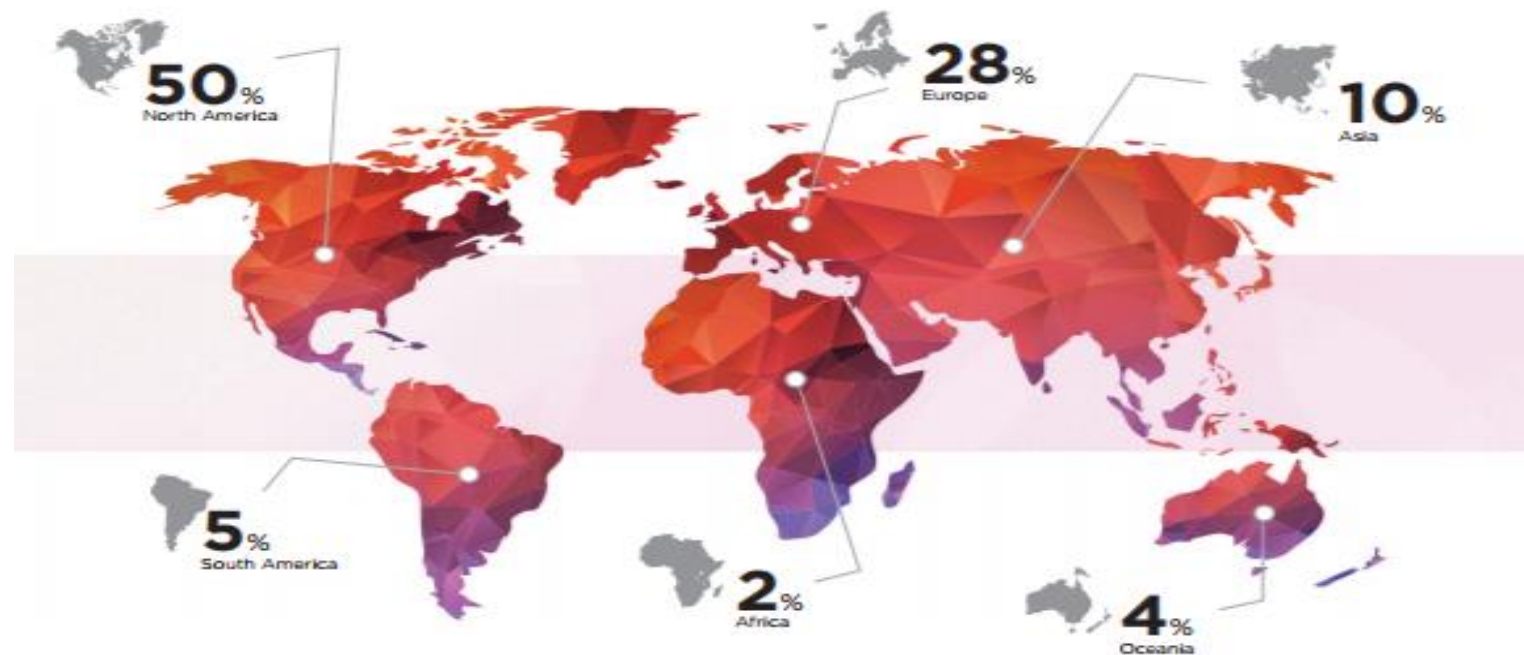 50%
North America
28%
Europe
10%
Asia
5%
South America
2%
Africa
4%
Oceania